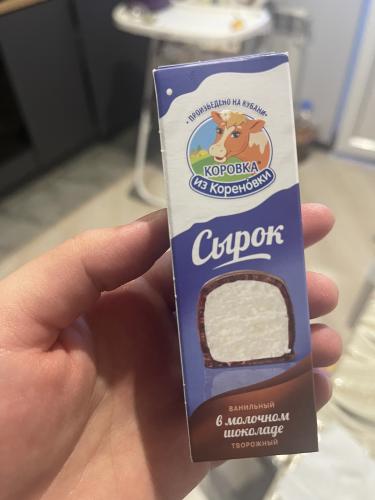 • ПРОИЗВЕДЕНО НА КУБАНИ •
КОРОВКА
ИЗ КОРЕНОВКИ
Сырок
ВАНИЛЬНЫЙ
в молочном
шоколаде
ТВОРОЖНЫЙ